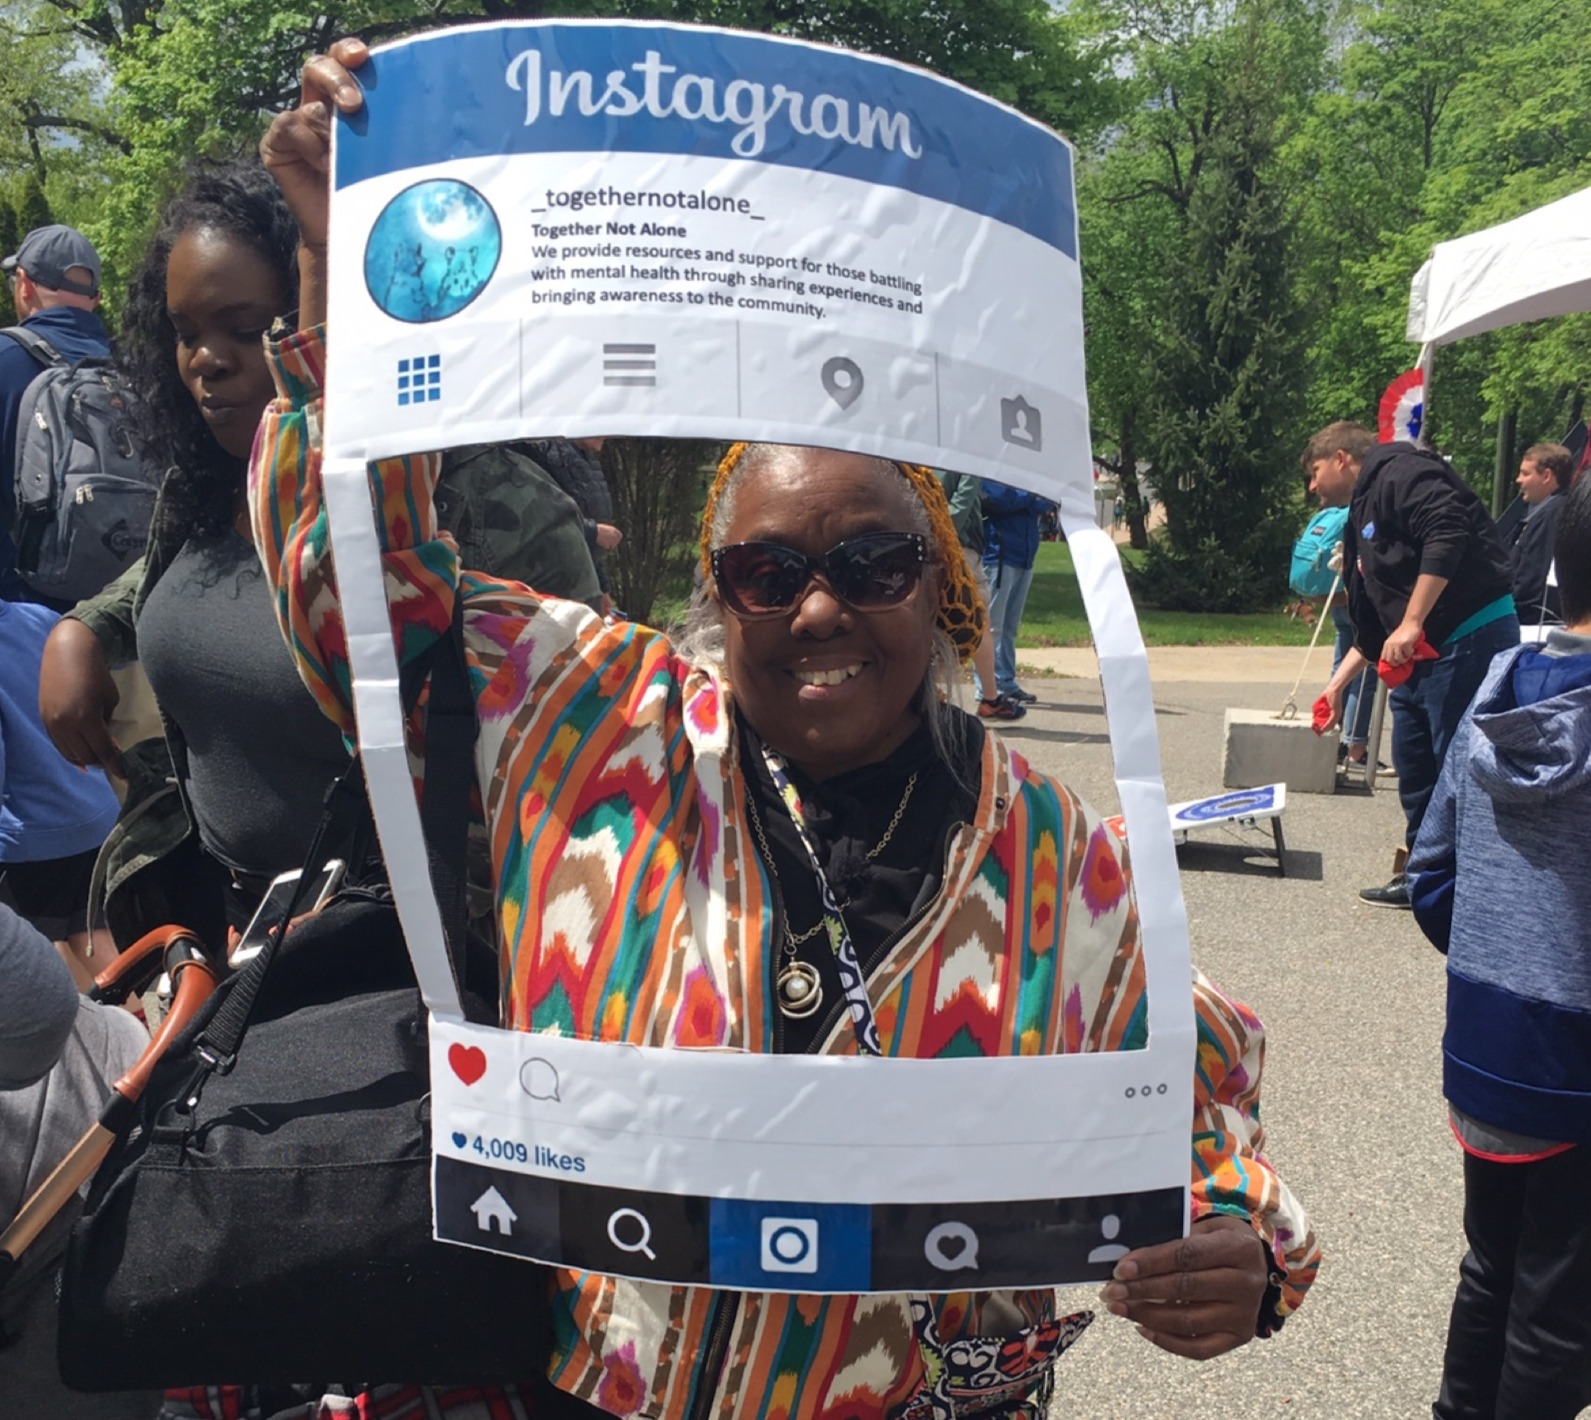 Instagram
_togethernotalone_
Together Not Alone
We provide resources and support for those battling
with mental health through sharing experiences and
bringing awareness to the community.
4,009 likes